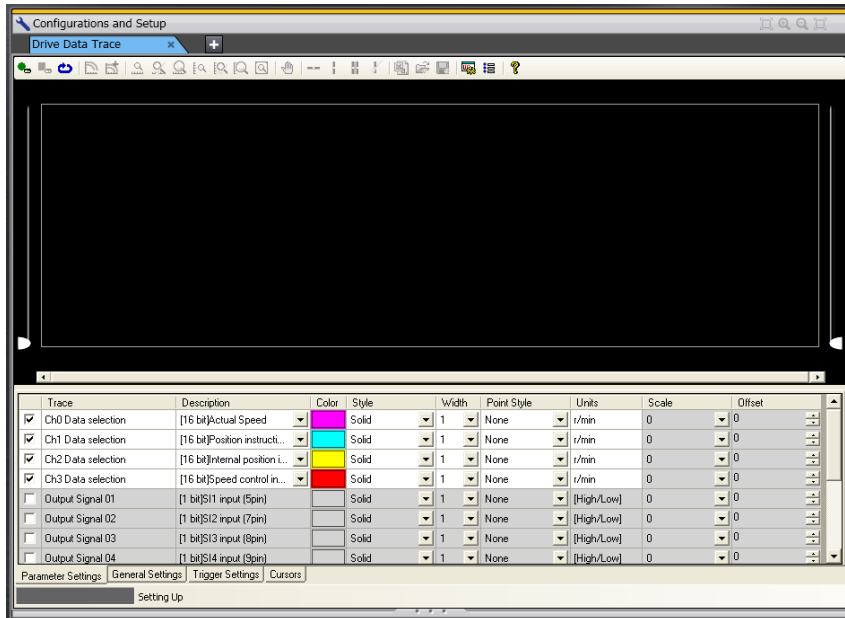 Configurations and Setup
Drive Data Trace
Trace Description Color Style Width Point Style Units Scale Offset
Ch0 Data selection [16 bit]Actual Speed Solid 1 None r/min 0 0
Ch1 Data selection [16 bit]Position instructi... Solid 1 None r/min 0 0
Ch2 Data selection [16 bit]Internal position i... Solid 1 None r/min 0 0
Ch3 Data selection [16 bit]Speed control in... Solid 1 None r/min 0 0
Output Signal 01 [1 bit]SI1 input (5pin) Solid 1 None [High/Low] 0 0
Output Signal 02 [1 bit]SI2 input (7pin) Solid 1 None [High/Low] 0 0
Output Signal 03 [1 bit]SI3 input (8pin) Solid 1 None [High/Low] 0 0
Output Signal 04 [1 bit]SI4 input (9pin) Solid 1 None [High/Low] 0 0
Parameter Settings General Settings Trigger Settings Cursors
Setting Up